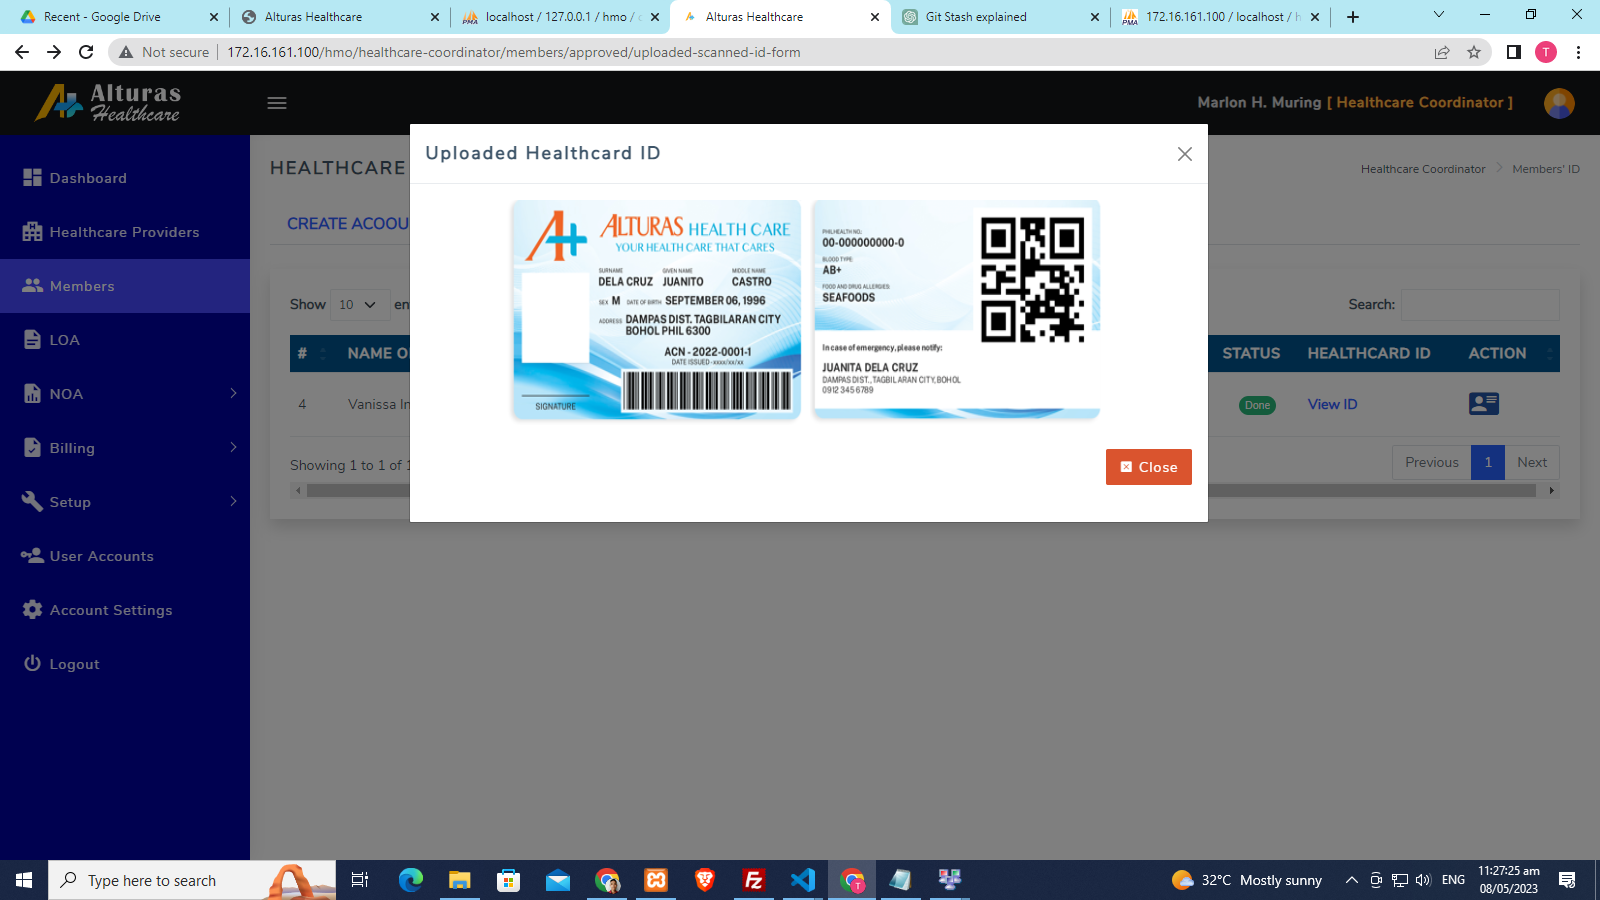 Recent - Google Drive
Alturas Healthcare
localhost / 127.0.0.1 / hmo /
Alturas Healthcare
Git Stash explained
172.16.161.100 / localhost / h
Not secure
172.16.161.100/hmo/healthcare-coordinator/members/approved/uploaded-scanned-id-form
T
Alturas
Healthcare
Marlon H. Muring [ Healthcare Coordinator ]
Dashboard
Healthcare Providers
Members
LOA
NOA
Billing
Setup
User Accounts
Account Settings
Logout
HEALTHCARE
Healthcare Coordinator
Members' ID
CREATE ACOOU
Show 10 en
Search:
# NAME O STATUS HEALTHCARD ID ACTION
4 Vanissa In Done View ID
Showing 1 to 1 of 1
Previous 1 Next
Uploaded Healthcard ID
A+
ALTURAS HEALTH CARE
YOUR HEALTH CARE THAT CARES
SURNAME GIVEN NAME MIDDLE NAME
DELA CRUZ JUANITO CASTRO
SEX M DATE OF BIRTH SEPTEMBER 06, 1996
ADDRESS DAMPAS DIST. TAGBILARAN CITY
BOHOL PHIL 6300
ACN - 2022-0001-1
DATE ISSUED - xxxx/xx/xx
SIGNATURE
PHILHEALTH NO.:
00-000000000-0
BLOOD TYPE:
AB+
FOOD AND DRUG ALLERGIES:
SEAFOODS
In case of emergency, please notify:
JUANITA DELA CRUZ
DAMPAS DIST., TAGBILARAN CITY, BOHOL
0912 345 6789
Close
Type here to search
32°C Mostly sunny
ENG
11:27:25 am
08/05/2023